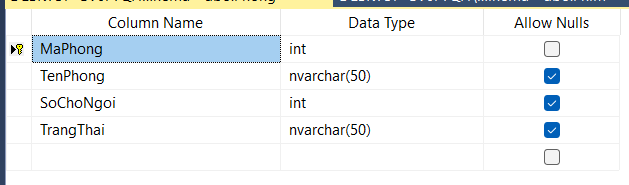 Column Name Data Type Allow Nulls
MaPhong int
TenPhong nvarchar(50)
SoChoNgoi int
TrangThai nvarchar(50)